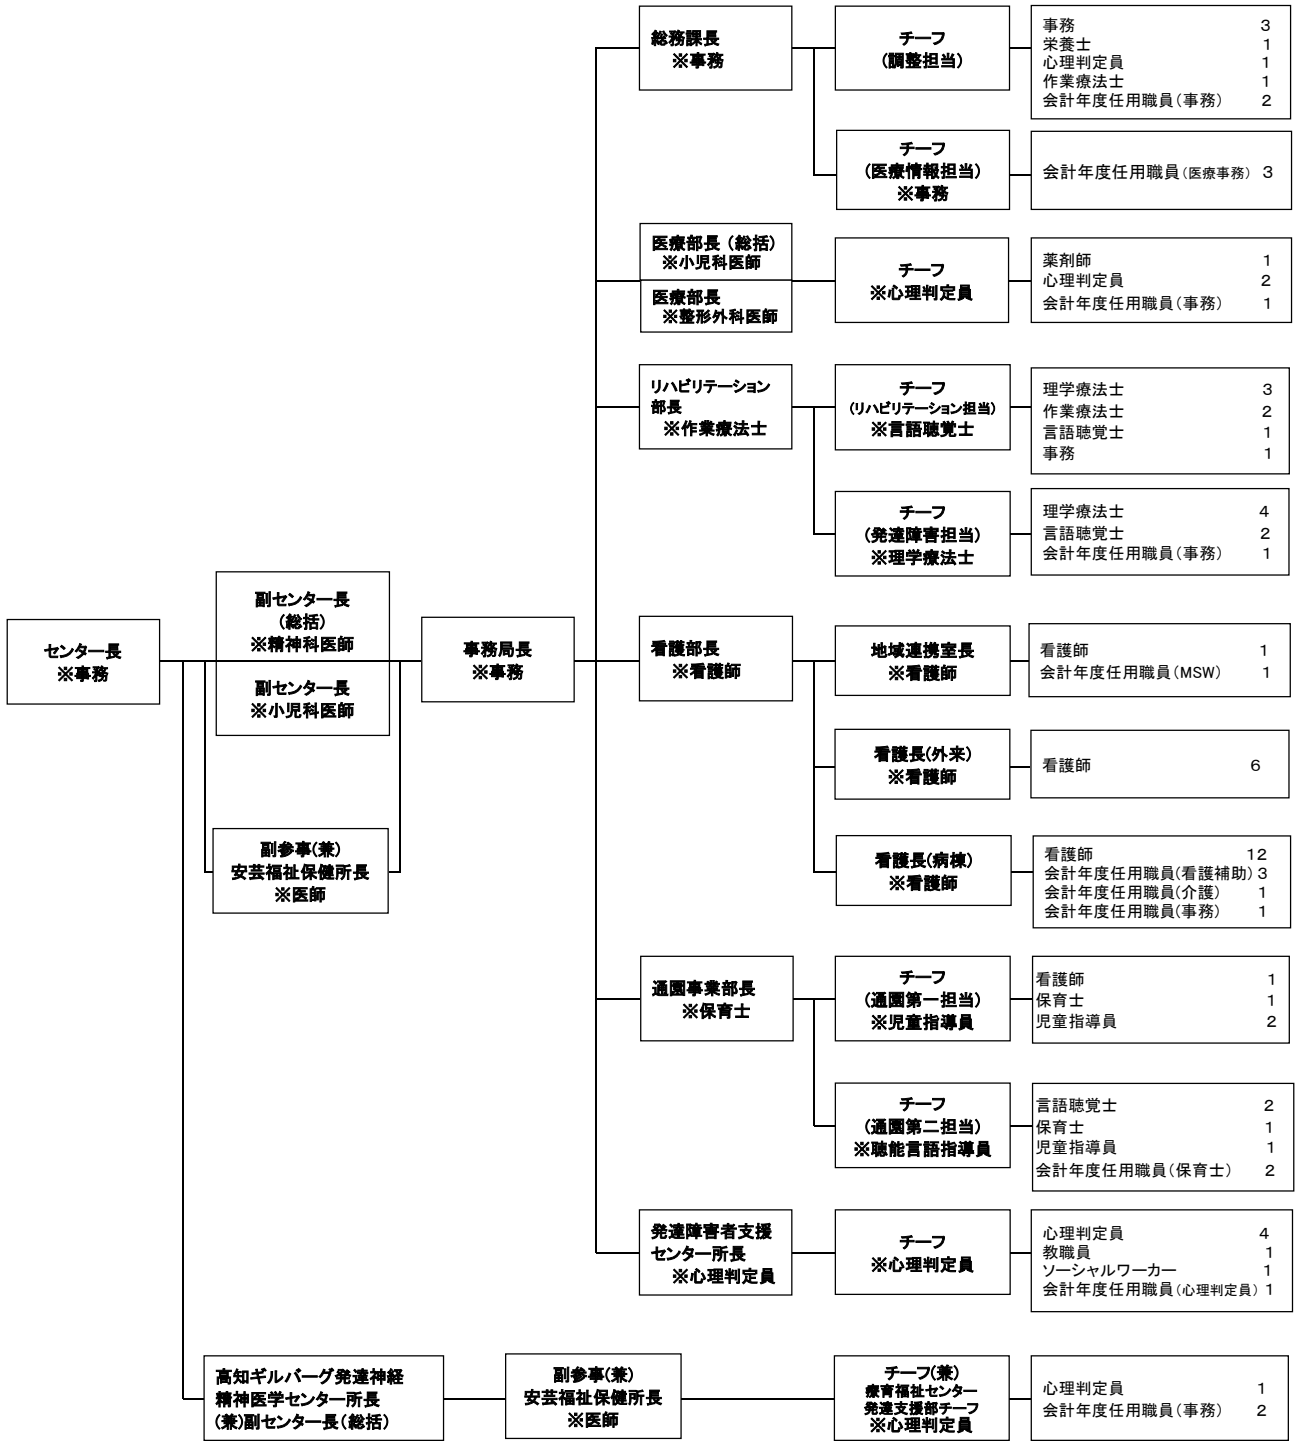 総務課長
※事務
チーフ
(調整担当)
事務 3
栄養士 1
心理判定員 1
作業療法士 1
会計年度任用職員(事務) 2
チーフ
(医療情報担当)
※事務
会計年度任用職員(医療事務) 3
医療部長(総括)
※小児科医師
医療部長
※整形外科医師
チーフ
※心理判定員
薬剤師 1
心理判定員 2
会計年度任用職員(事務) 1
リハビリテーション
部長
※作業療法士
チーフ
(リハビリテーション担当)
※言語聴覚士
理学療法士 3
作業療法士 2
言語聴覚士 1
事務 1
チーフ
(発達障害担当)
※理学療法士
理学療法士 4
言語聴覚士 2
会計年度任用職員(事務) 1
センター長
※事務
副センター長
(総括)
※精神科医師
副センター長
※小児科医師
事務局長
※事務
副参事(兼)
安芸福祉保健所長
※医師
看護部長
※看護師
地域連携室長
※看護師
看護師 1
会計年度任用職員(MSW) 1
看護長(外来)
※看護師
看護師 6
看護長(病棟)
※看護師
看護師 12
会計年度任用職員(看護補助) 3
会計年度任用職員(介護) 1
会計年度任用職員(事務) 1
通園事業部長
※保育士
チーフ
(通園第一担当)
※児童指導員
看護師 1
保育士 1
児童指導員 2
チーフ
(通園第二担当)
※聴能言語指導員
言語聴覚士 2
保育士 1
児童指導員 1
会計年度任用職員(保育士) 2
発達障害者支援
センター所長
※心理判定員
チーフ
※心理判定員
心理判定員 4
教職員 1
ソーシャルワーカー 1
会計年度任用職員(心理判定員) 1
高知ギルバーグ発達神経
精神医学センター所長
(兼)副センター長(総括)
副参事(兼)
安芸福祉保健所長
※医師
チーフ(兼)
療育福祉センター
発達支援部チーフ
※心理判定員
心理判定員 1
会計年度任用職員(事務) 2